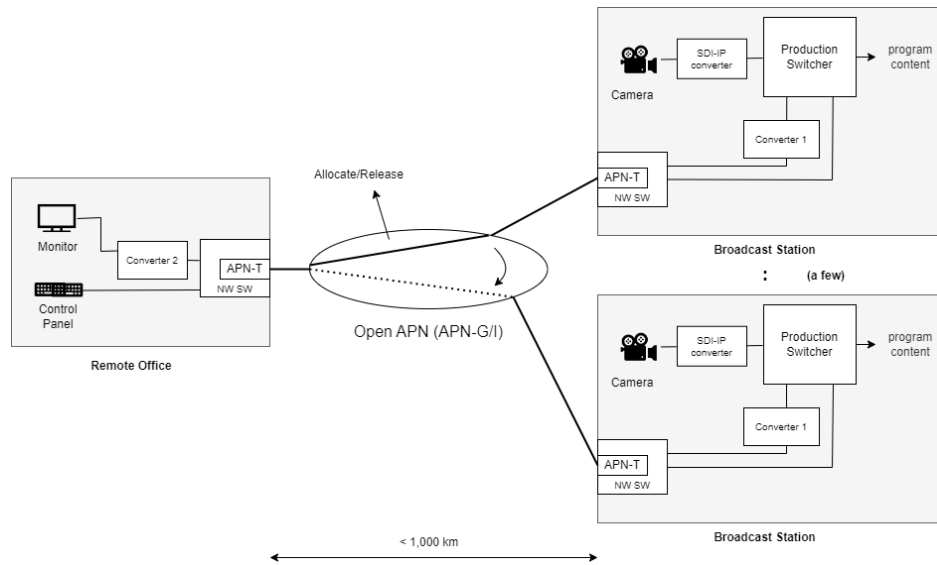 SDI-IP
converter
Production
Switcher
program
content
Camera
Converter 1
APN-T
NW SW
Broadcast Station
:
(a few)
Allocate/Release
Monitor
Converter 2
APN-T
NW SW
Control
Panel
Remote Office
Open APN (APN-G/I)
SDI-IP
converter
Production
Switcher
program
content
Camera
Converter 1
APN-T
NW SW
Broadcast Station
< 1,000 km